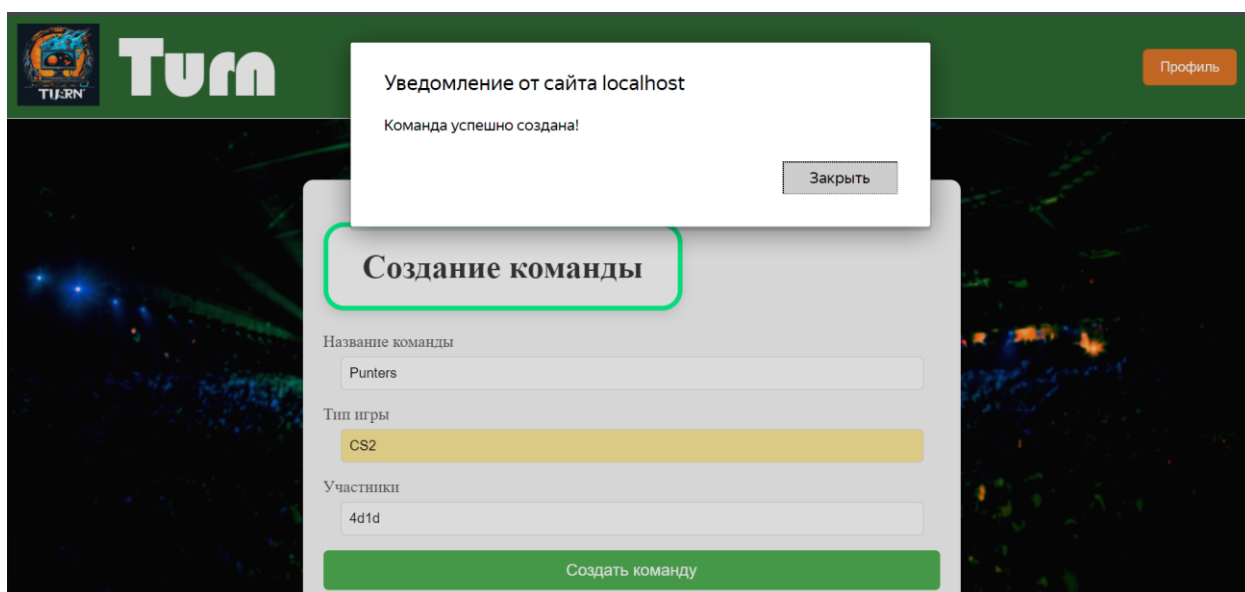 TURN
Turn
Профиль
Уведомление от сайта localhost
Команда успешно создана!
Закрыть
Создание команды
Название команды
Punters
Тип игры
CS2
Участники
4d1d
Создать команду